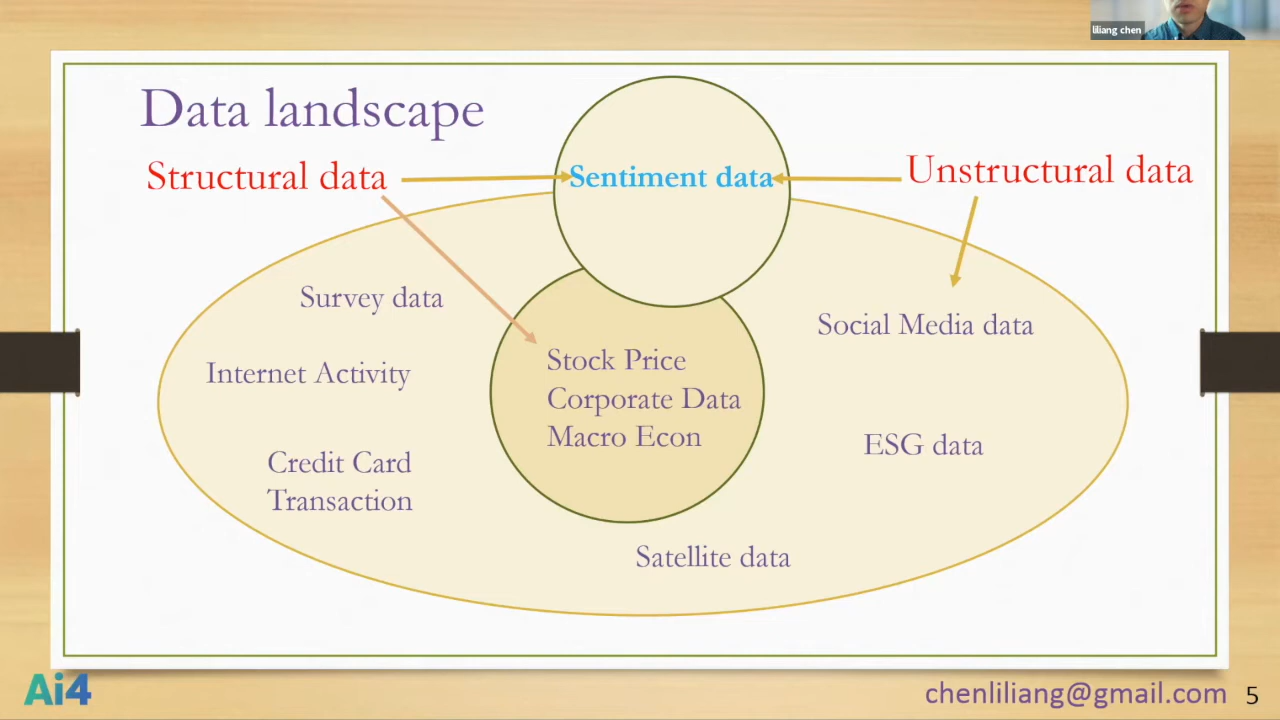 liliang chen
Data landscape
Structural data
Sentiment data
Unstructural data
Survey data
Social Media data
Internet Activity
Stock Price
Corporate Data
Macro Econ
ESG data
Credit Card
Transaction
Satellite data
Ai4
chenliliang@gmail.com
5